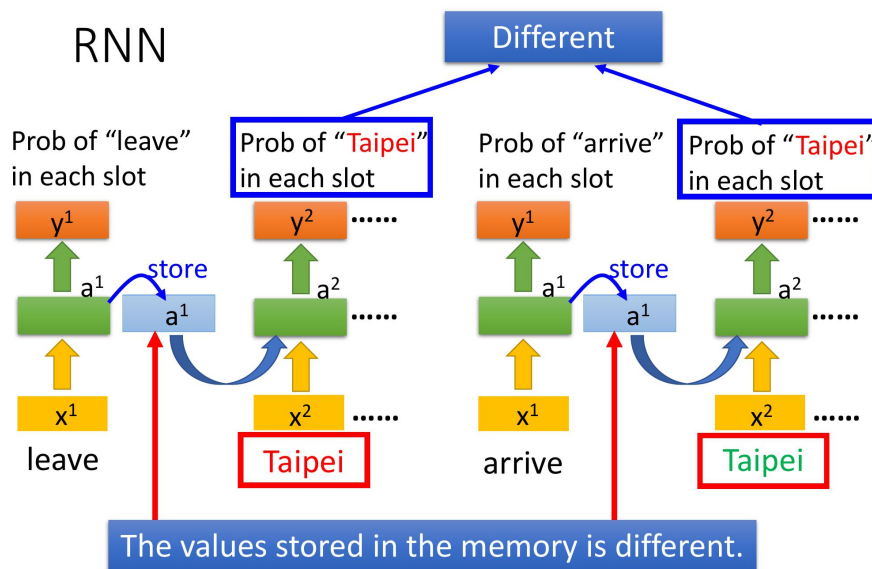 RNN
Different
Prob of “leave”
in each slot
Prob of “Taipei”
in each slot
Prob of “arrive”
in each slot
Prob of “Taipei”
in each slot
y¹
y²
……
y¹
y²
……
a¹
store
a¹
a²
……
a¹
store
a¹
a²
……
x¹
x²
……
x¹
x²
……
leave
Taipei
arrive
Taipei
The values stored in the memory is different.